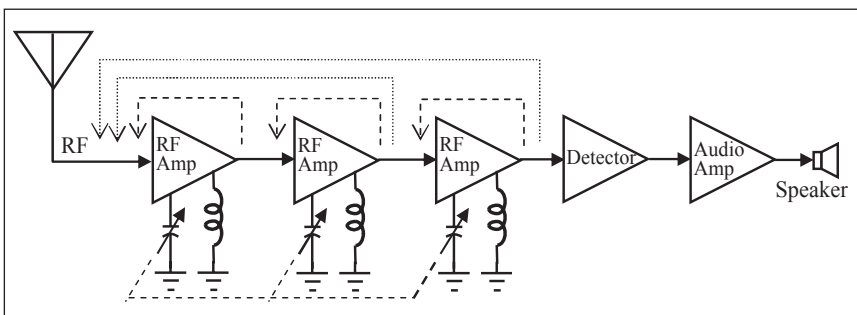 RF
RF
Amp
RF
Amp
RF
Amp
Detector
Audio
Amp
Speaker